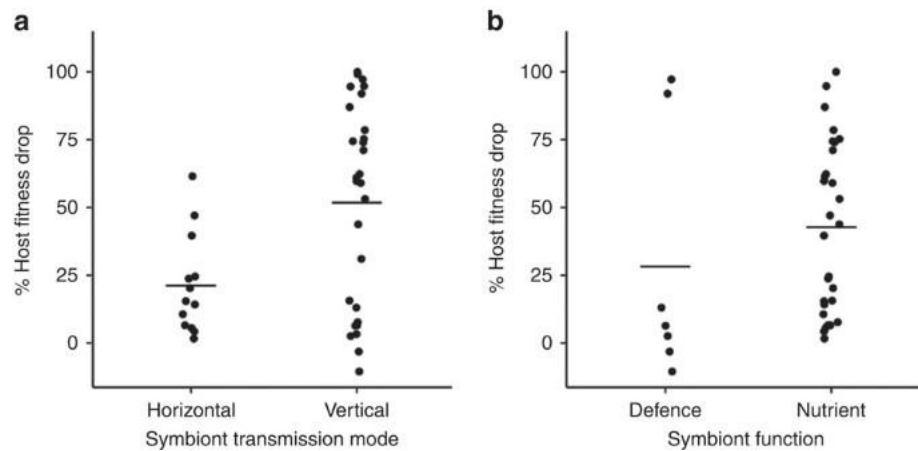 a
% Host fitness drop
100
75
50
25
0
Horizontal Vertical
Symbiont transmission mode
b
% Host fitness drop
100
75
50
25
0
Defence Nutrient
Symbiont function